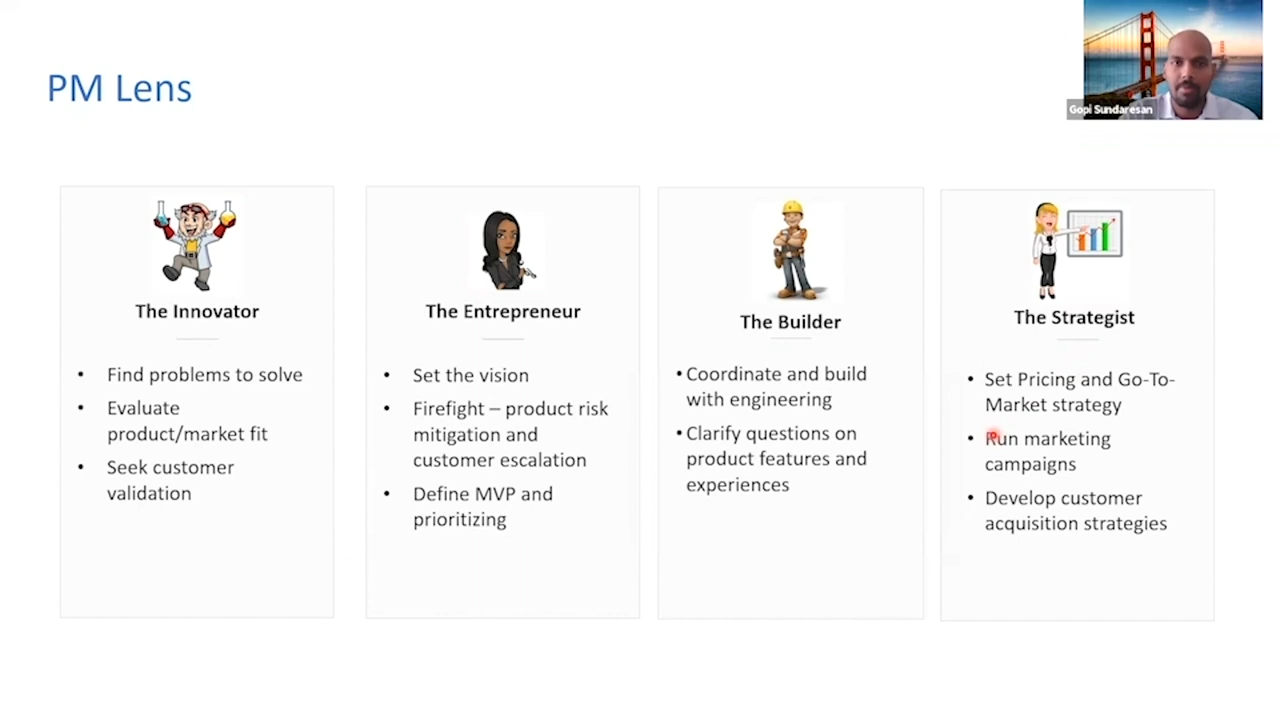 PM Lens
Gopi Sundaresan
The Innovator
• Find problems to solve
• Evaluate
product/market fit
• Seek customer
validation
The Entrepreneur
• Set the vision
• Firefight – product risk
mitigation and
customer escalation
• Define MVP and
prioritizing
The Builder
• Coordinate and build
with engineering
• Clarify questions on
product features and
experiences
The Strategist
• Set Pricing and Go-To-
Market strategy
• Run marketing
campaigns
• Develop customer
acquisition strategies